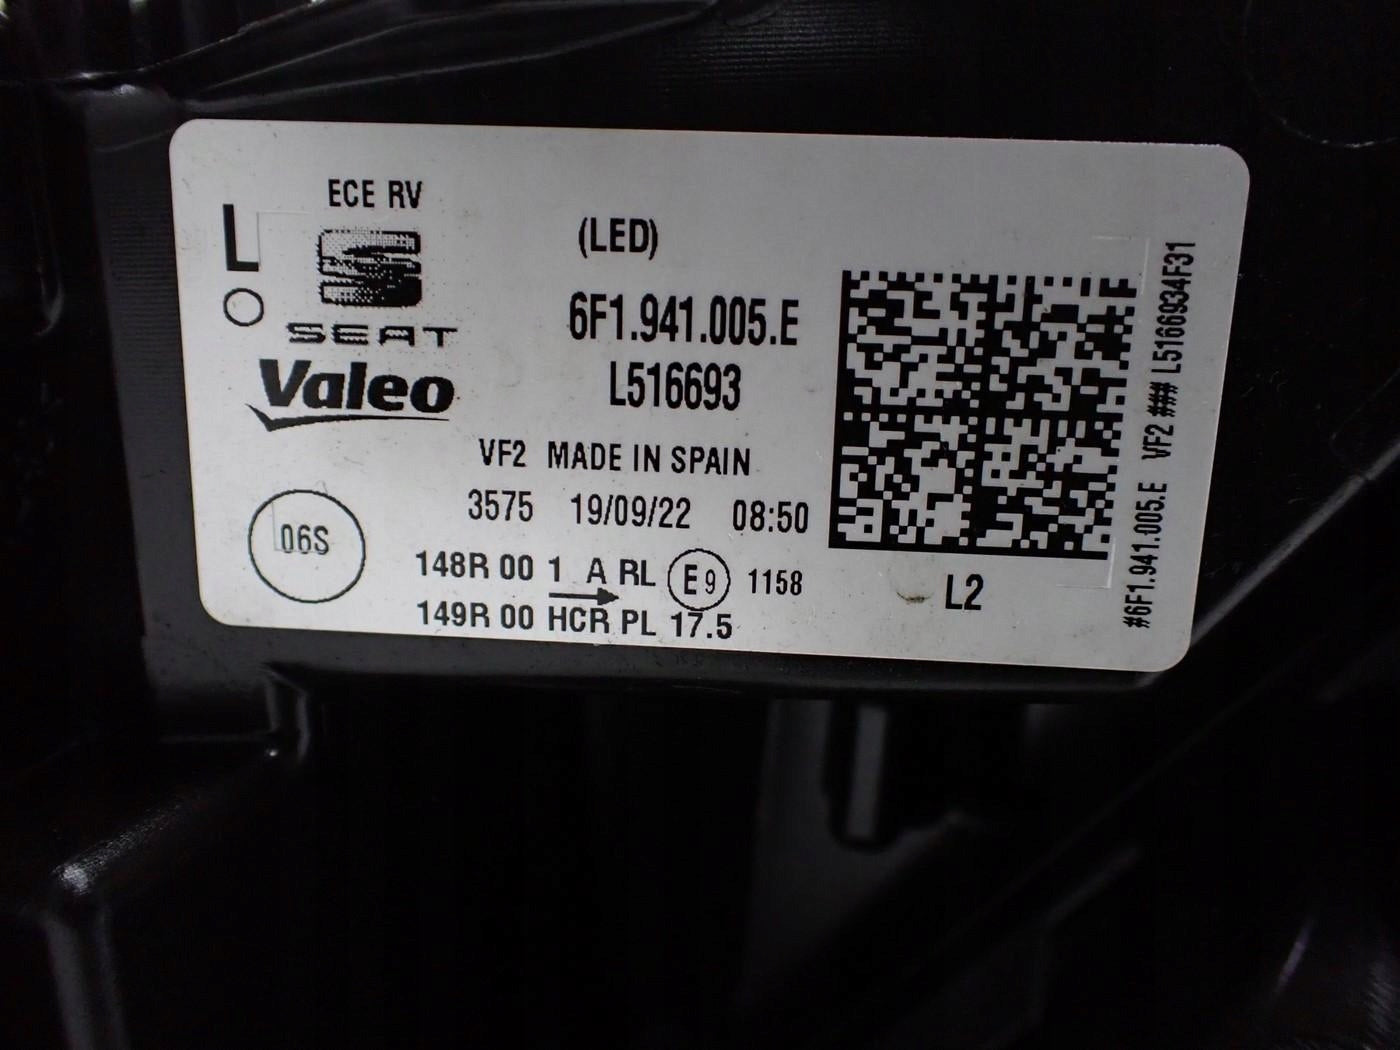 ECE RV
L
O
SEAT
Valeo
(LED)
6F1.941.005.E
L516693
VF2 MADE IN SPAIN
3575 19/09/22 08:50
06S
148R 00 1 A RL E9 1158
149R 00 HCR PL 17.5
L2
#6F1.941.005.E VF2 ### L5166934F31